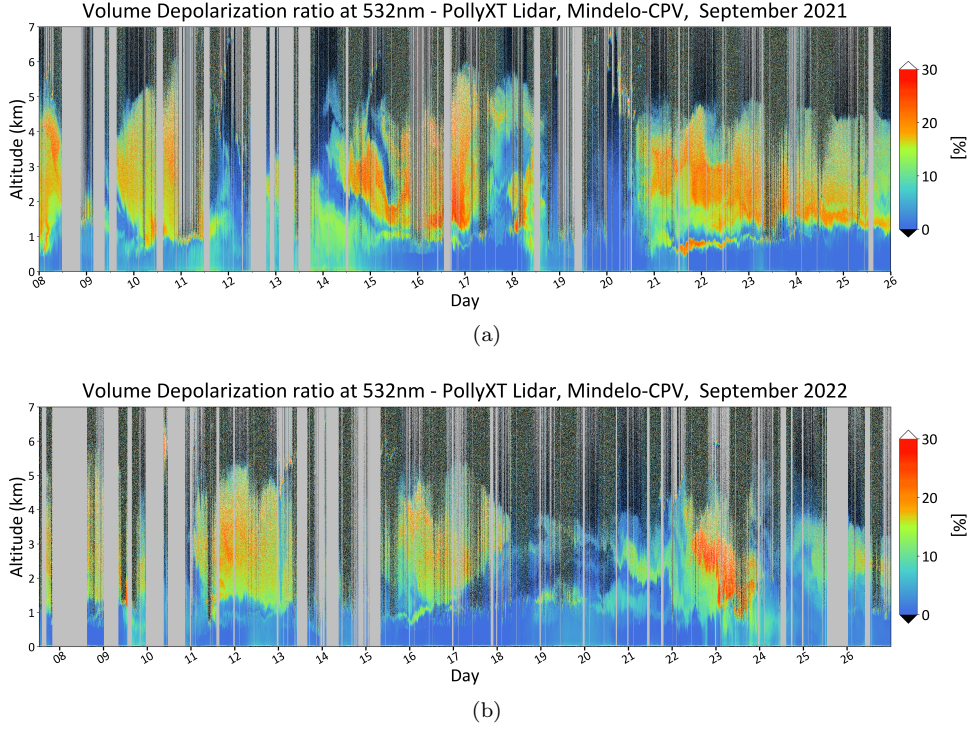 Volume Depolarization ratio at 532nm - PollyXT Lidar, Mindelo-CPV, September 2021
7
6
5
4
3
2
1
0
Altitude (km)
08 09 10 11 12 13 14 15 16 17 18 19 20 21 22 23 24 25 26
Day
30
20
10
0
[%]
(a)
Volume Depolarization ratio at 532nm - PollyXT Lidar, Mindelo-CPV, September 2022
7
6
5
4
3
2
1
0
Altitude (km)
08 09 10 11 12 13 14 15 16 17 18 19 20 21 22 23 24 25 26
Day
30
20
10
0
[%]
(b)